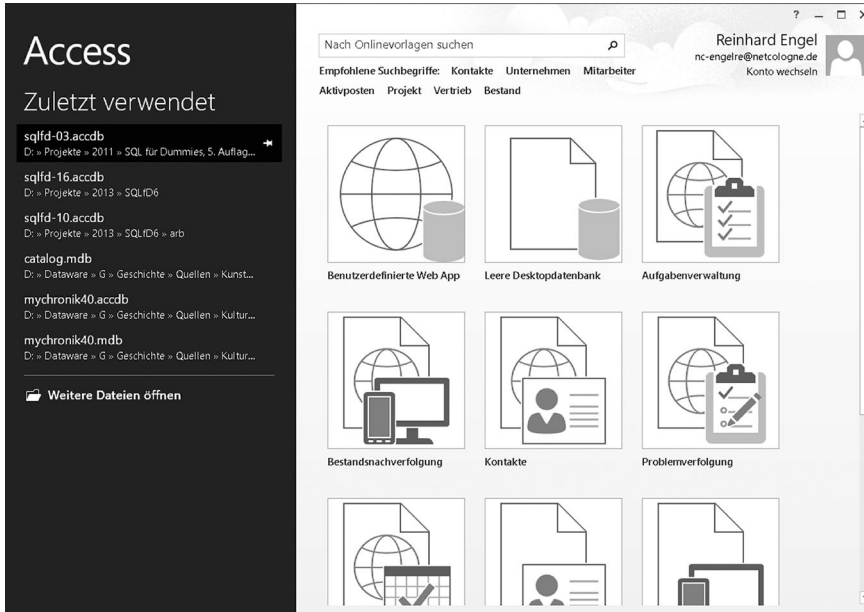 Access
Zuletzt verwendet
sqlfd-03.accdb
D: » Projekte » 2011 » SQL für Dummies, 5. Auflag...
sqlfd-16.accdb
D: » Projekte » 2013 » SQLfD6
sqlfd-10.accdb
D: » Projekte » 2013 » SQLfD6 » arb
catalog.mdb
D: » Dataware » G » Geschichte » Quellen » Kunst...
mychronik40.accdb
D: » Dataware » G » Geschichte » Quellen » Kultur...
mychronik40.mdb
D: » Dataware » G » Geschichte » Quellen » Kultur...
Weitere Dateien öffnen
?
Nach Onlinevorlagen suchen
Reinhard Engel
nc-engelre@netcologne.de
Konto wechseln
Empfohlene Suchbegriffe: Kontakte Unternehmen Mitarbeiter
Aktivposten Projekt Vertrieb Bestand
Benutzerdefinierte Web App Leere Desktopdatenbank Aufgabenverwaltung
Bestandsnachverfolgung Kontakte Problemverfolgung